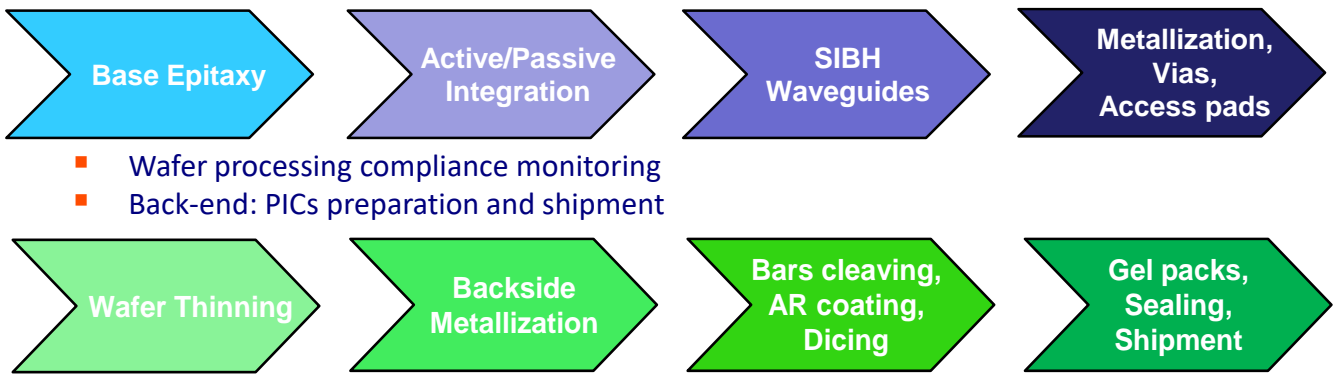 Base Epitaxy
Active/Passive
Integration
SIBH
Waveguides
Metallization,
Vias,
Access pads
Wafer processing compliance monitoring
Back-end: PICs preparation and shipment
Wafer Thinning
Backside
Metallization
Bars cleaving,
AR coating,
Dicing
Gel packs,
Sealing,
Shipment